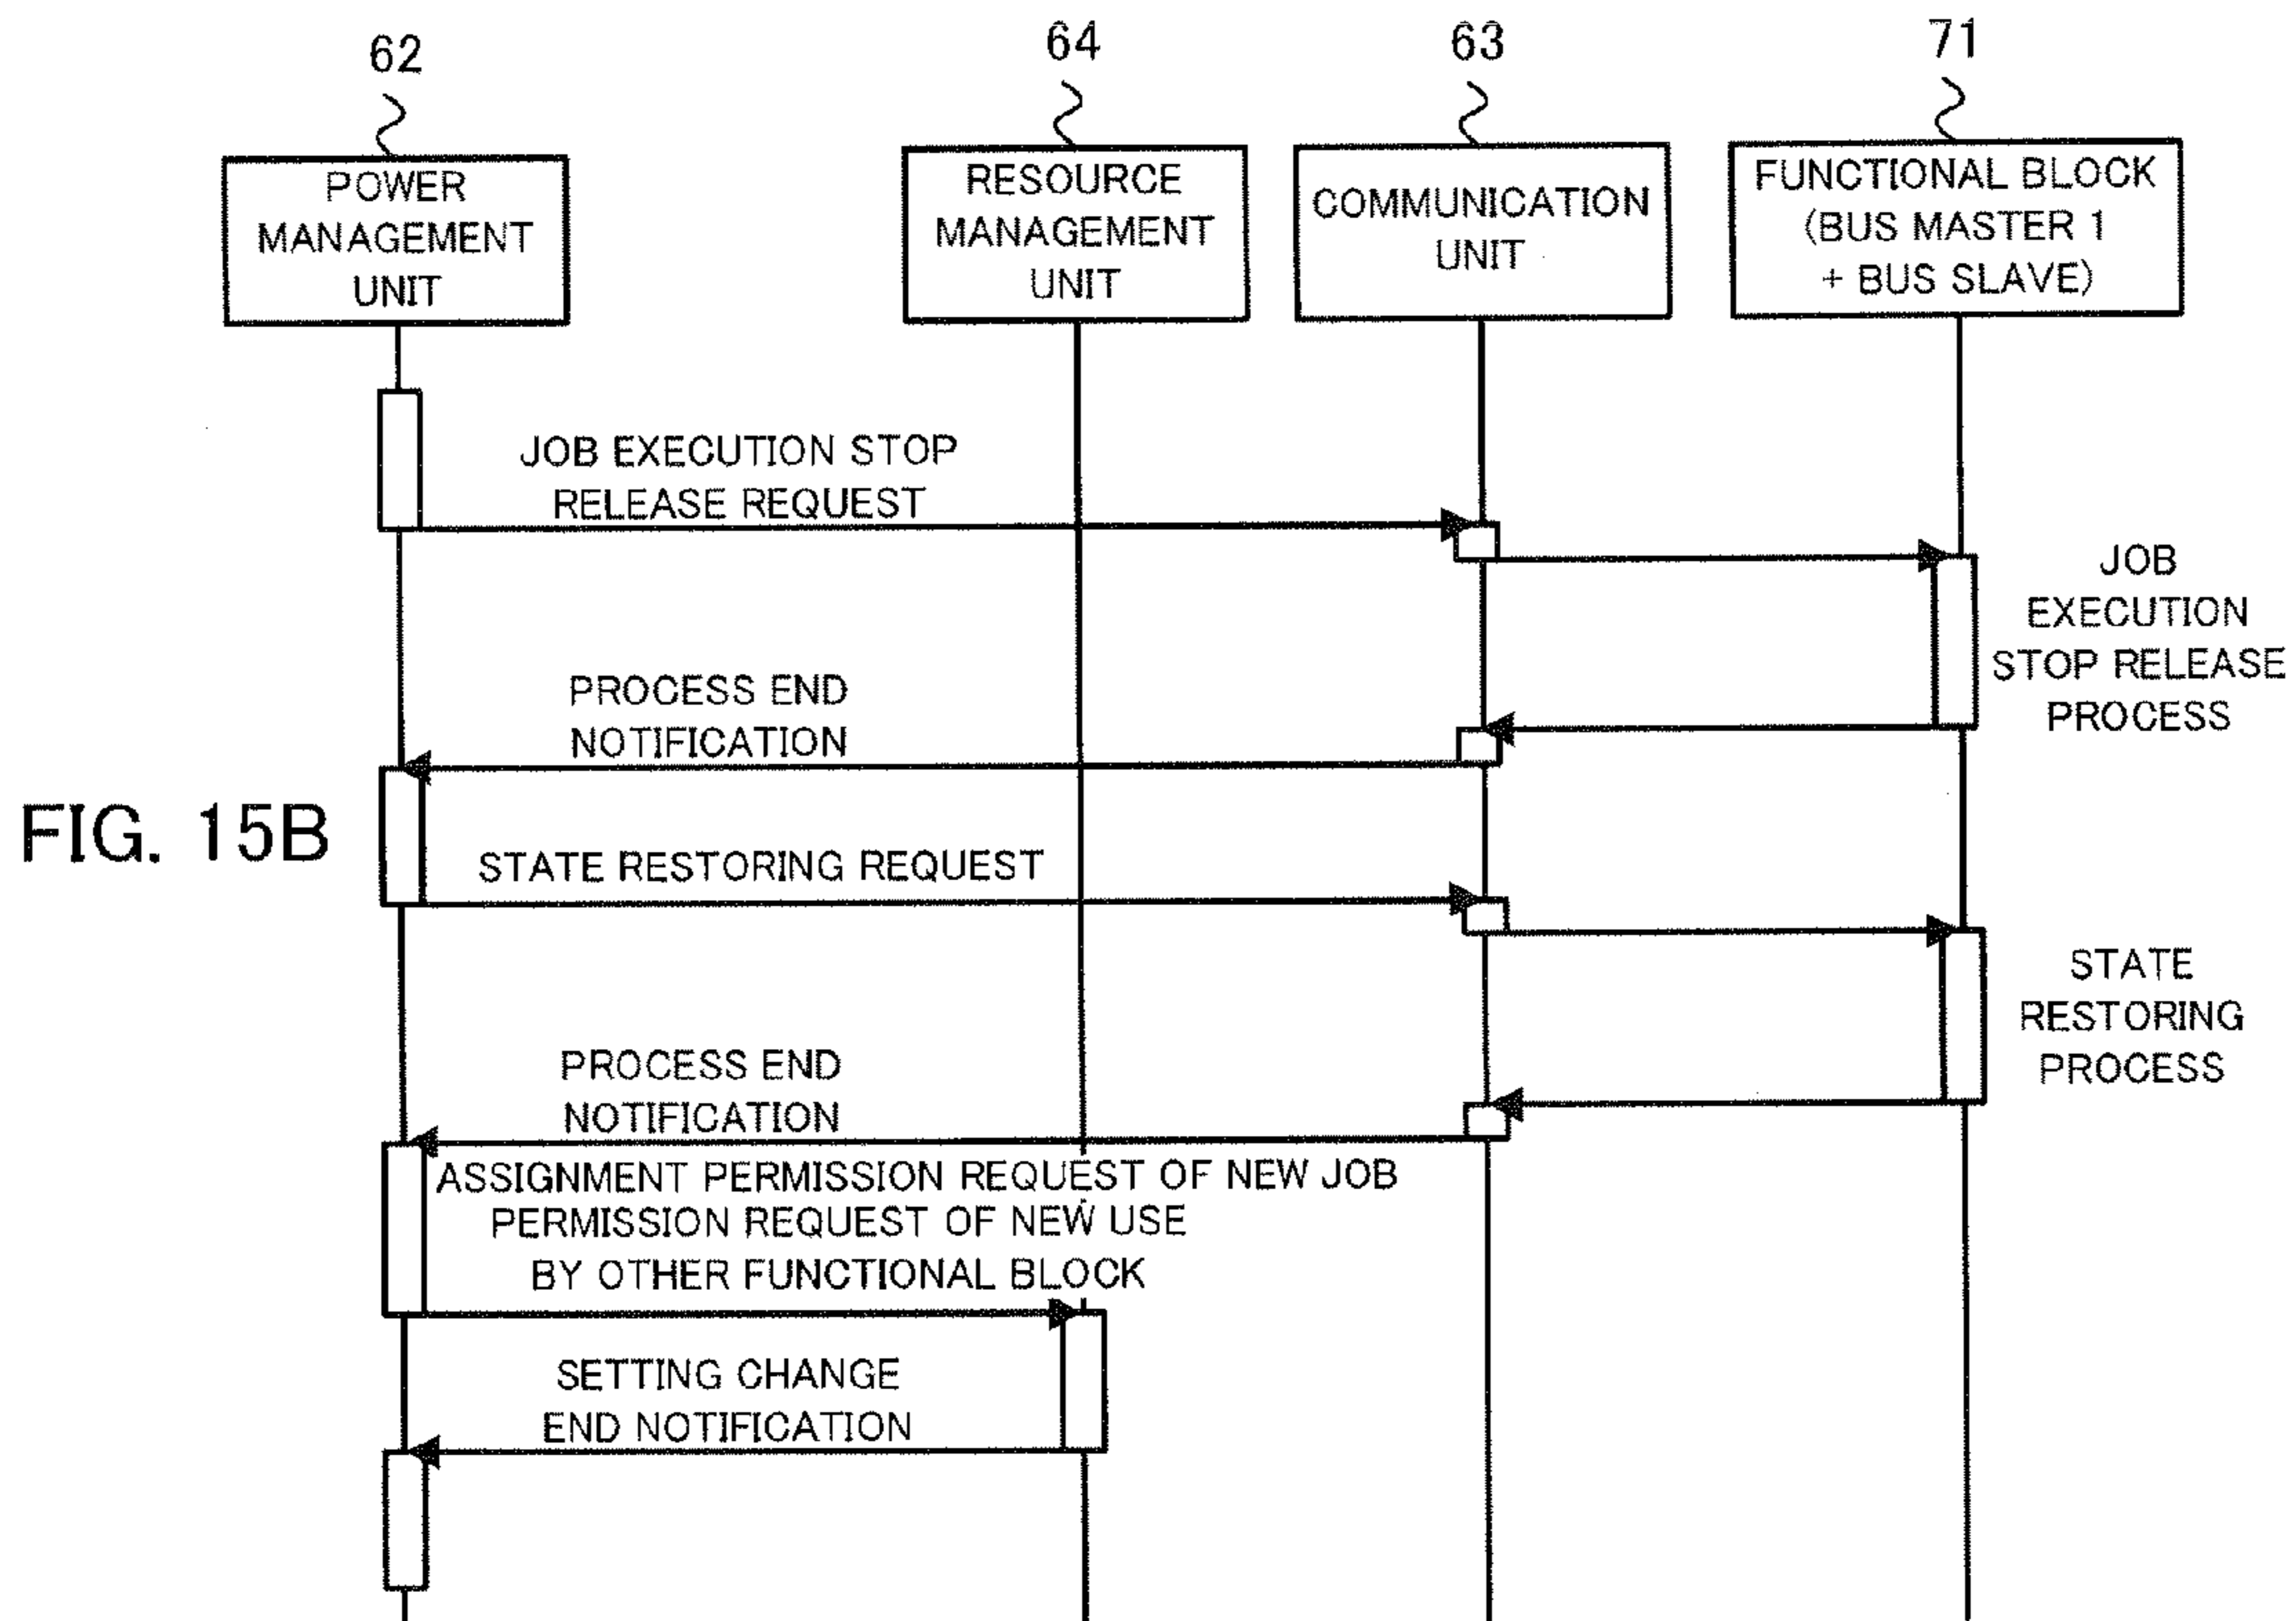 62
64
63
71
POWER
MANAGEMENT
UNIT
RESOURCE
MANAGEMENT
UNIT
COMMUNICATION
UNIT
FUNCTIONAL BLOCK
(BUS MASTER 1
+ BUS SLAVE)
JOB EXECUTION STOP
RELEASE REQUEST
JOB
EXECUTION
STOP RELEASE
PROCESS
PROCESS END
NOTIFICATION
FIG. 15B
STATE RESTORING REQUEST
STATE
RESTORING
PROCESS
PROCESS END
NOTIFICATION
ASSIGNMENT PERMISSION REQUEST OF NEW JOB
PERMISSION REQUEST OF NEW USE
BY OTHER FUNCTIONAL BLOCK
SETTING CHANGE
END NOTIFICATION